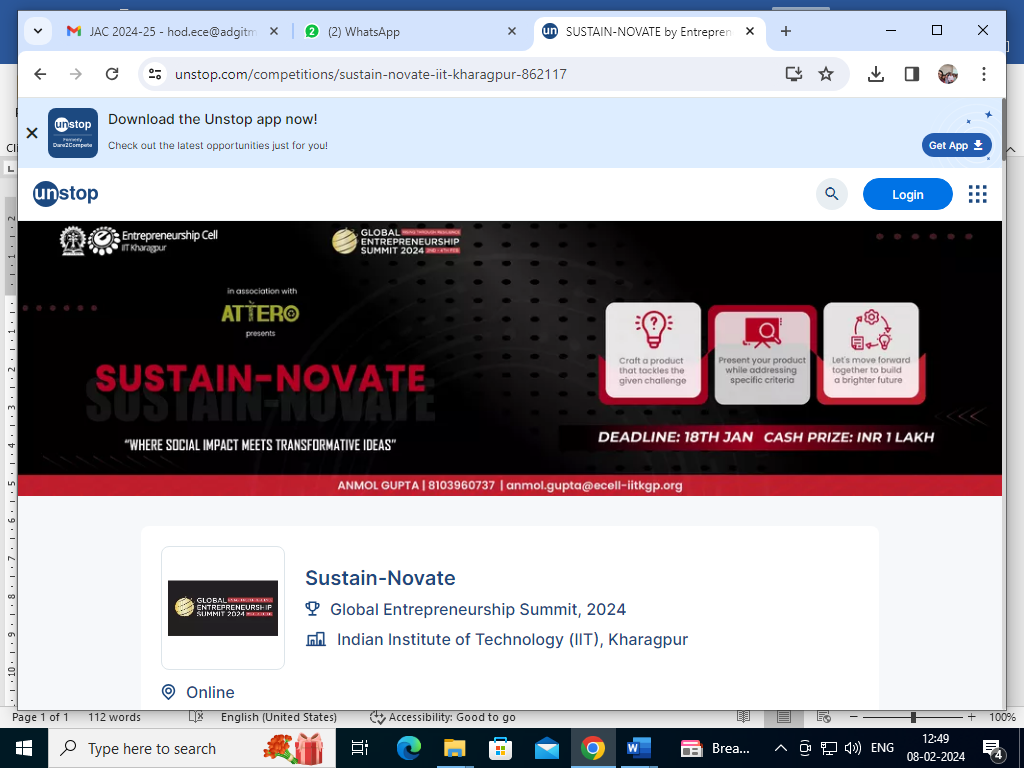 JAC 2024-25 - hod.ece@adgitm
(2) WhatsApp
SUSTAIN-NOVATE by Entrepren
unstop.com/competitions/sustain-novate-iit-kharagpur-862117
unstop
Formerly
Dare2Compete
Download the Unstop app now!
Check out the latest opportunities just for you!
Get App
unstop
Login
Entrepreneurship Cell
IIT Kharagpur
GLOBAL
ENTREPRENEURSHIP
SUMMIT 2024
in association with
ATTERO
presents
SUSTAIN-NOVATE
SUSTAIN-NOVATE
"WHERE SOCIAL IMPACT MEETS TRANSFORMATIVE IDEAS"
Craft a product
that tackles the
given challenge
Present your product
while addressing
specific criteria
Let's move forward
together to build
a brighter future
DEADLINE: 18TH JAN CASH PRIZE: INR 1 LAKH
ANMOL GUPTA | 8103960737 | anmol.gupta@ecell-iitkgp.org
GLOBAL
ENTREPRENEURSHIP
SUMMIT 2024
Sustain-Novate
Global Entrepreneurship Summit, 2024
Indian Institute of Technology (IIT), Kharagpur
Online
Page 1 of 1 112 words English (United States) Accessibility: Good to go 100%
Type here to search
Brea...
ENG
12:49
08-02-2024
4